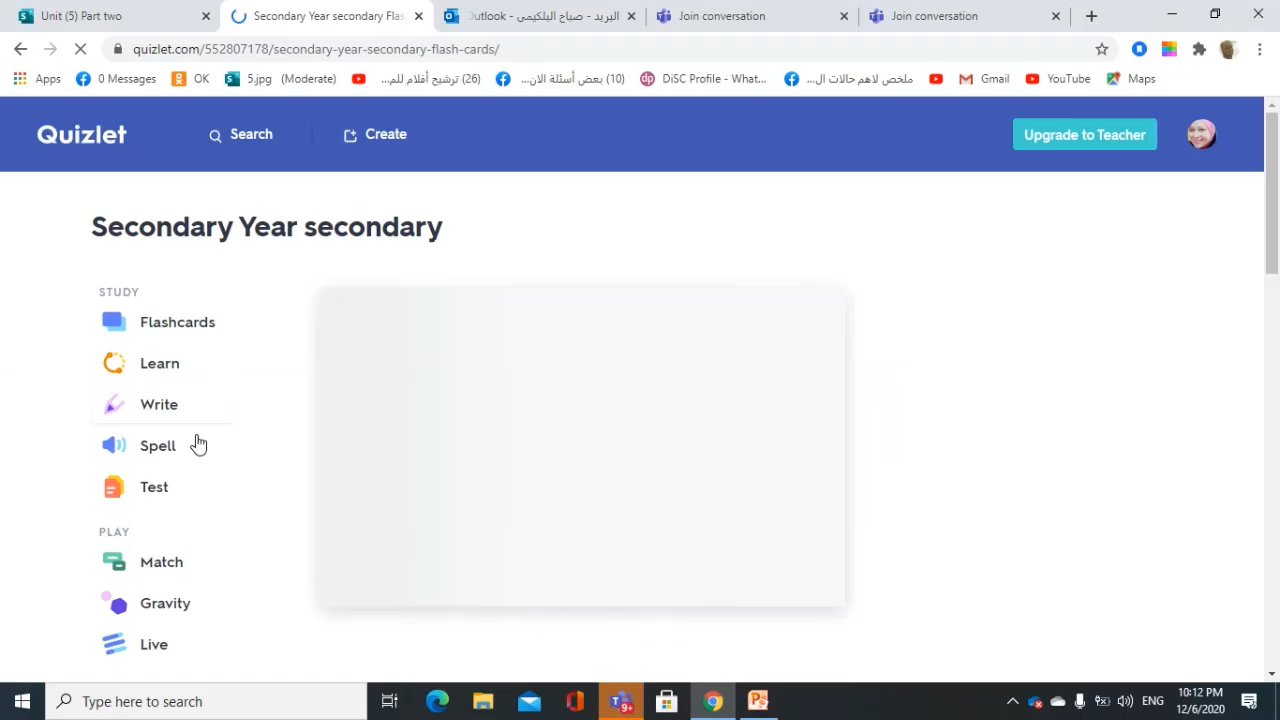 Unit (5) Part two
Secondary Year secondary Flas
Outlook - البريد - صباح البلكيمى
Join conversation
Join conversation
quizlet.com/552807178/secondary-year-secondary-flash-cards/
Apps
0 Messages
OK
5.jpg (Moderate)
(26) ترشيح أفلام للم...
(10) بعض أسئلة الان...
DiSC Profile - What...
ملخص لاهم حالات ال...
Gmail
YouTube
Maps
Quizlet
Search
Create
Upgrade to Teacher
Secondary Year secondary
STUDY
Flashcards
Learn
Write
Spell
Test
PLAY
Match
Gravity
Live
Type here to search
9+
ENG
10:12 PM
12/6/2020